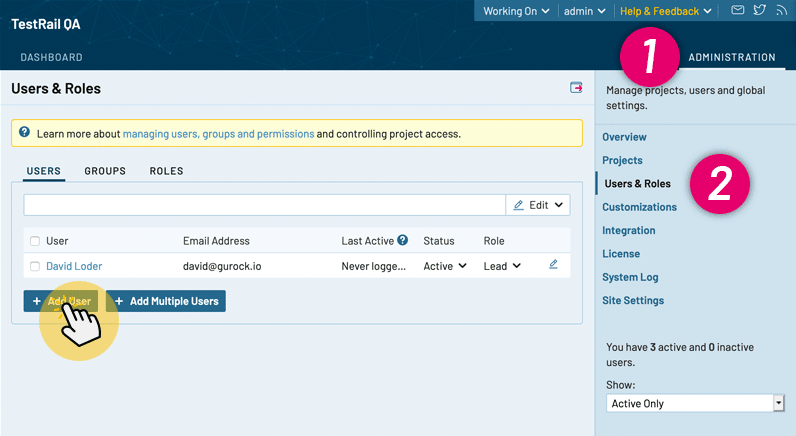 Working On admin Help & Feedback
TestRail QA
DASHBOARD
1
ADMINISTRATION
Users & Roles
Learn more about managing users, groups and permissions and controlling project access.
USERS GROUPS ROLES
Edit
User Email Address Last Active Status Role
David Loder david@gurock.io Never logge... Active Lead
+ Add User + Add Multiple Users
Manage projects, users and global
settings.
Overview
Projects
Users & Roles
2
Customizations
Integration
License
System Log
Site Settings
You have 3 active and 0 inactive
users.
Show:
Active Only